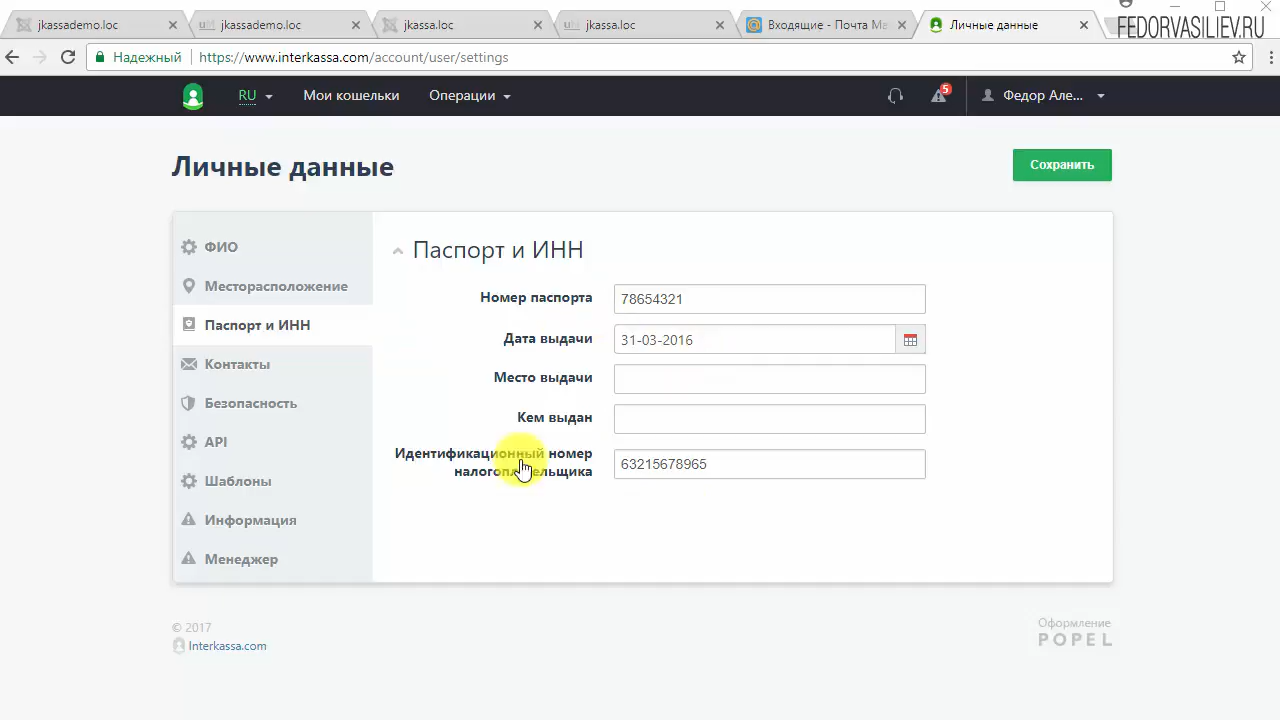 jkassademo.loc
jkassademo.loc
jkassa.loc
jkassa.loc
Входящие - Почта Ма
Личные данные
FEDORVASILIEV.RU
Надежный
https://www.interkassa.com/account/user/settings
RU
Мои кошельки
Операции
5
Федор Але...
Личные данные
Сохранить
ФИО
Месторасположение
Паспорт и ИНН
Контакты
Безопасность
API
Шаблоны
Информация
Менеджер
Паспорт и ИНН
Номер паспорта
78654321
Дата выдачи
31-03-2016
Место выдачи
Кем выдан
Идентификационный номер
налогоплательщика
63215678965
© 2017
Interkassa.com
Оформление
POPEL